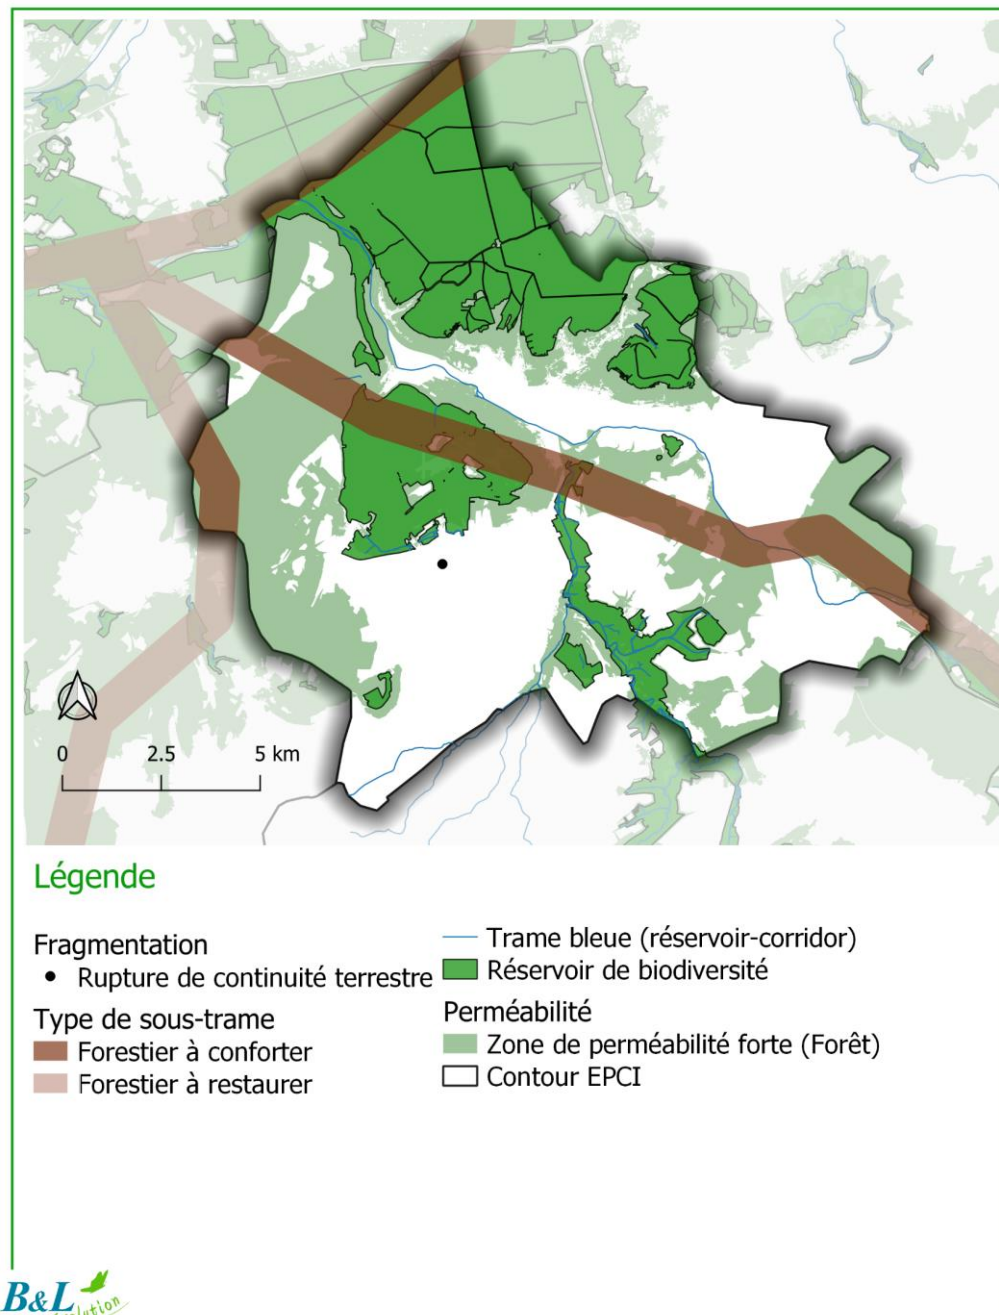 0 2.5 5 km
Légende
Fragmentation
Rupture de continuité terrestre
Type de sous-trame
Forestier à conforter
Forestier à restaurer
Trame bleue (réservoir-corridor)
Réservoir de biodiversité
Perméabilité
Zone de perméabilité forte (Forêt)
Contour EPCI
B&L